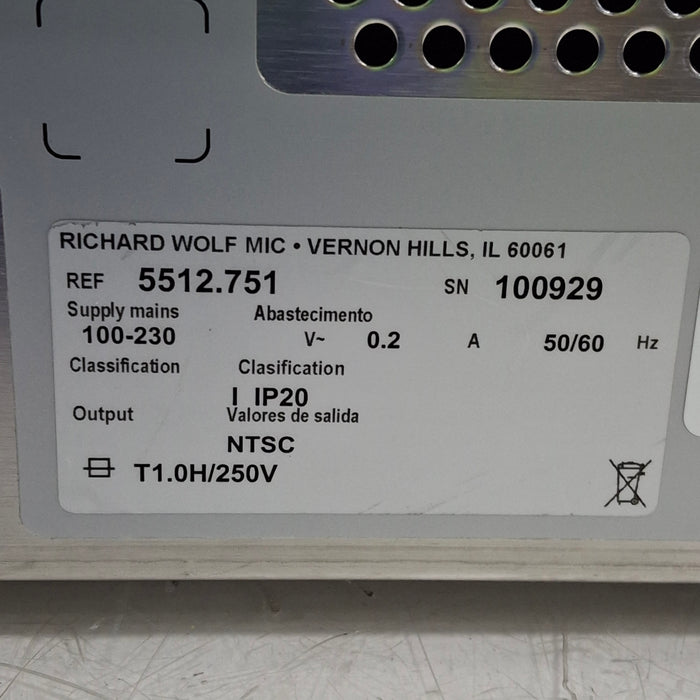 RICHARD WOLF MIC • VERNON HILLS, IL 60061
REF 5512.751 SN 100929
Supply mains Abastecimento
100-230 V~ 0.2 A 50/60 Hz
Classification Clasification
I IP20
Output Valores de salida
NTSC
T1.0H/250V